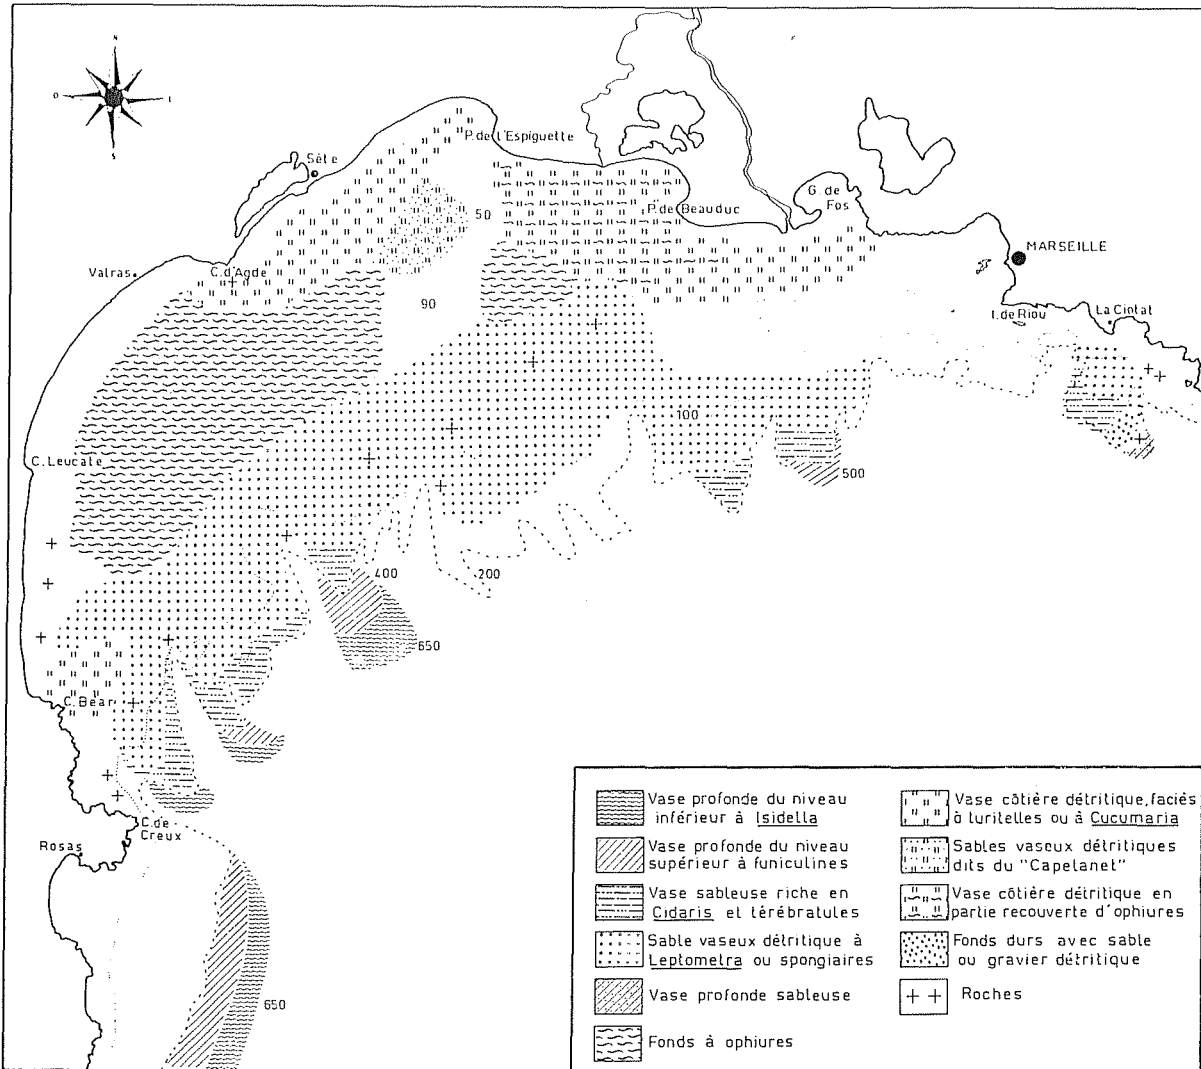 N
O
E
S
Sète
P. de l'Espiguette
Valras
C. d'Agde
50
P. de Beauduc
G. de
Fos
MARSEILLE
90
I. de Riou
La Ciotat
100
C. Leucate
500
400
200
650
C. Béar
C. de
Creux
Rosas
650
Vase profonde du niveau
inférieur à Isidella
Vase profonde du niveau
supérieur à funiculines
Vase sableuse riche en
Cidaris et térébratules
Sable vaseux détritique à
Leptometra ou spongiaires
Vase profonde sableuse
Fonds à ophiures
Vase côtière détritique, faciés
à turitelles ou à Cucumaria
Sables vaseux détritiques
dits du "Capelanet"
Vase côtière détritique en
partie recouverte d'ophiures
Fonds durs avec sable
ou gravier détritique
Roches